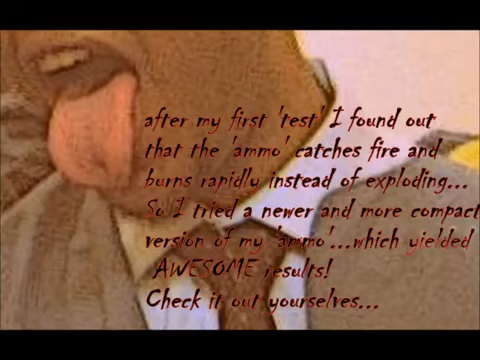 after my first 'test' I found out
that the 'ammo' catches fire and
burns rapidly instead of exploding...
So I tried a newer and more compact
version of my 'ammo'...which yielded
AWESOME results!
Check it out yourselves...